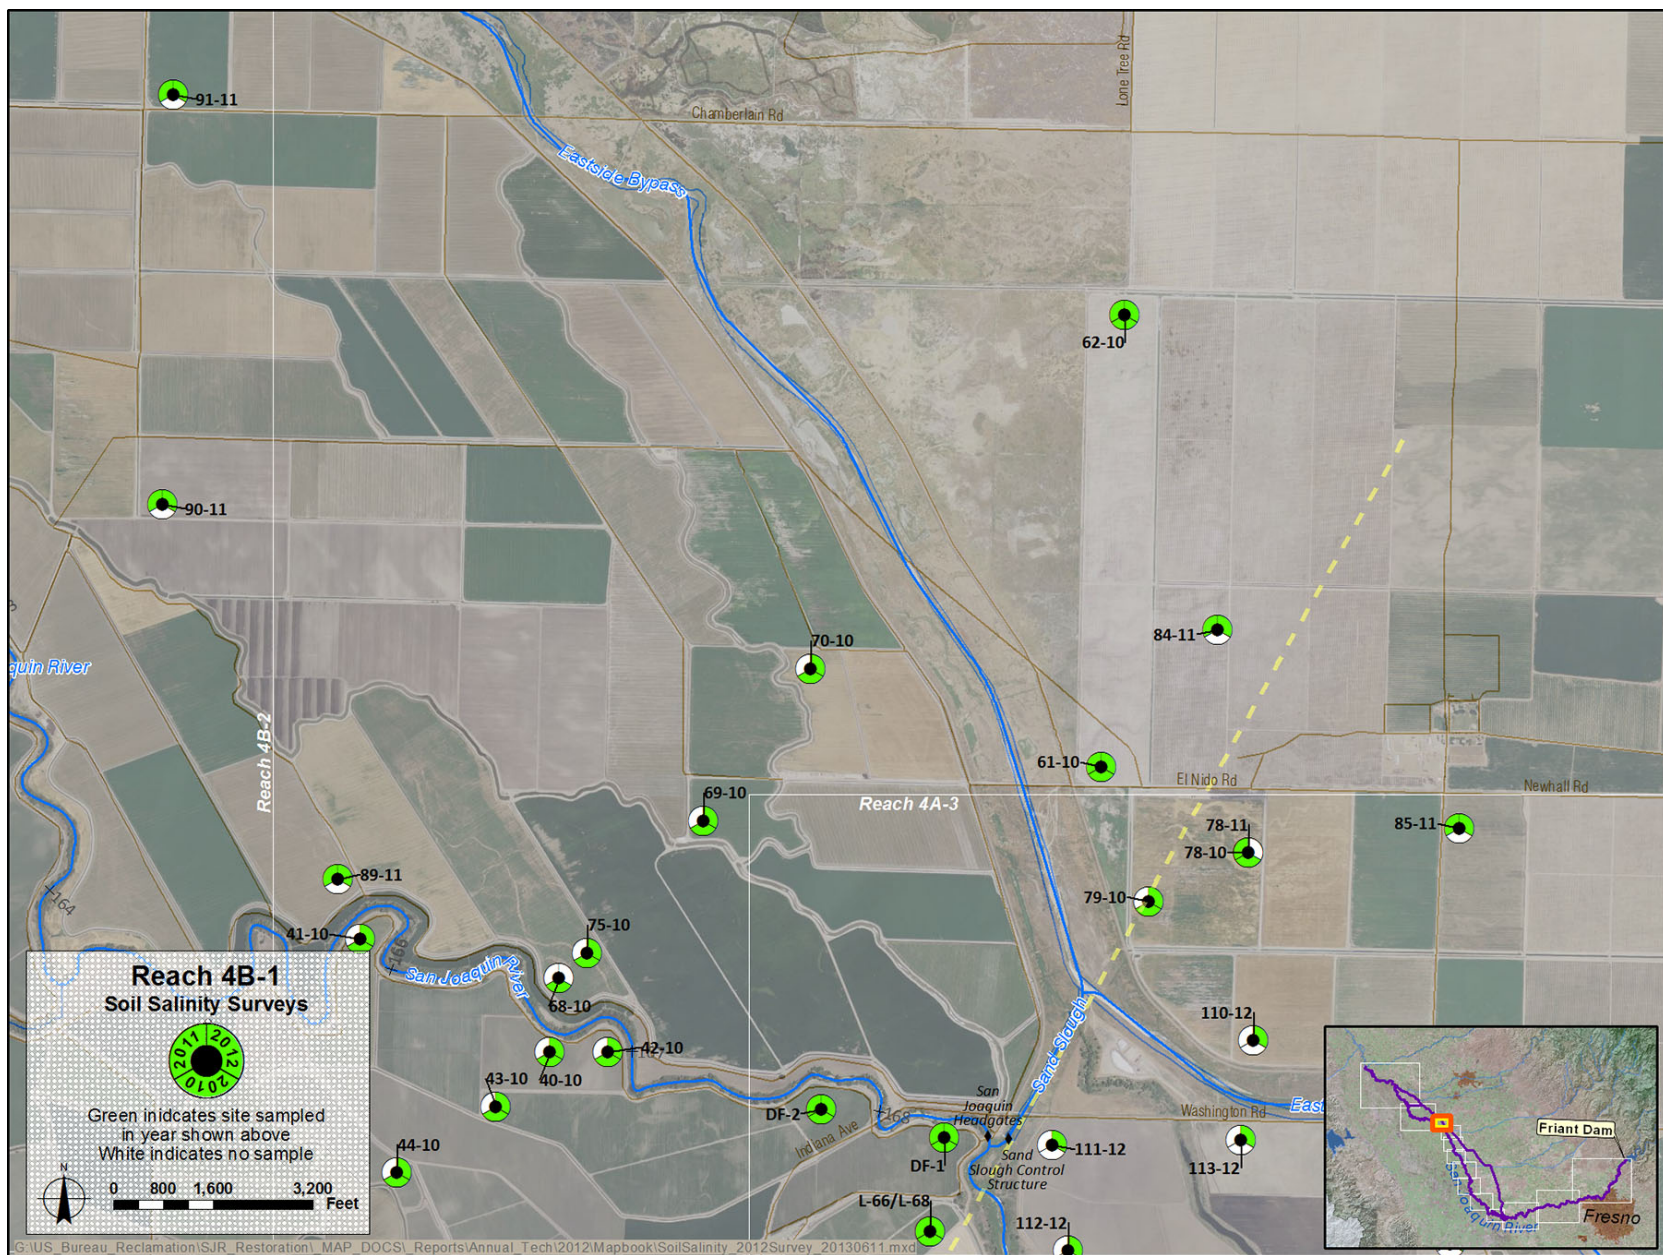 Lone Tree Rd
91-11
Chamberlain Rd
Eastside Bypass
62-10
90-11
70-10
84-11
quin River
Reach 4B-2
61-10
El Nido Rd
Newhall Rd
69-10
Reach 4A-3
78-11
78-10
85-11
89-11
79-10
164
41-10
75-10
166
San Joaquin River
68-10
110-12
42-10
40-10
Sand Slough
43-10
San
Joaquin
Headgates
DF-2
168
Washington Rd
East
Indiana Ave
44-10
DF-1
111-12
113-12
Sand
Slough Control
Structure
L-66/L-68
112-12
Reach 4B-1
Soil Salinity Surveys
2011
2012
2010
Green inidcates site sampled
in year shown above
White indicates no sample
N
0 800 1,600 3,200
Feet
Friant Dam
San Joaquin River
Fresno
G:\US_Bureau_Reclamation\SJR_Restoration\_MAP_DOCS\_Reports\Annual_Tech\2012\Mapbook\SoilSalinity_2012Survey_20130611.mxd